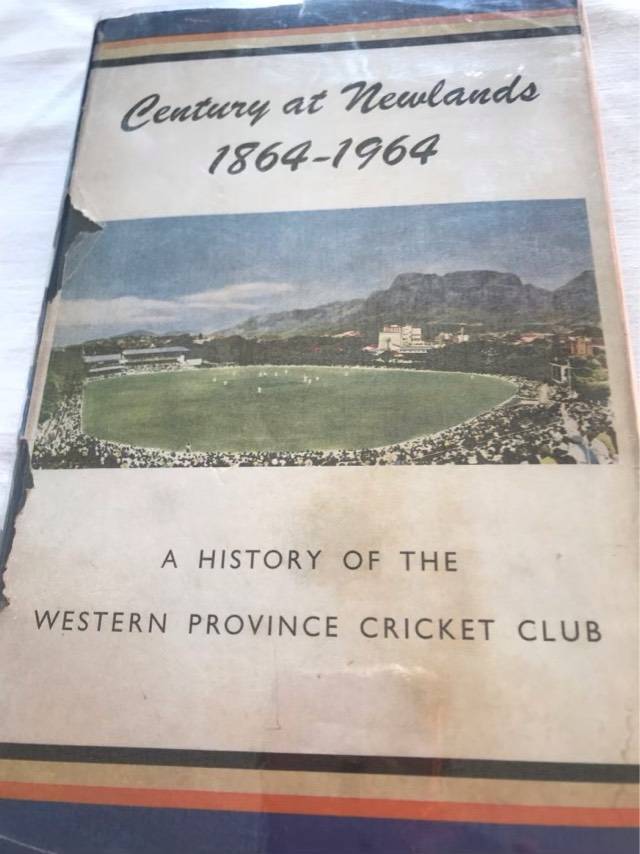 Century at Newlands
1864-1964
A HISTORY OF THE
WESTERN PROVINCE CRICKET CLUB